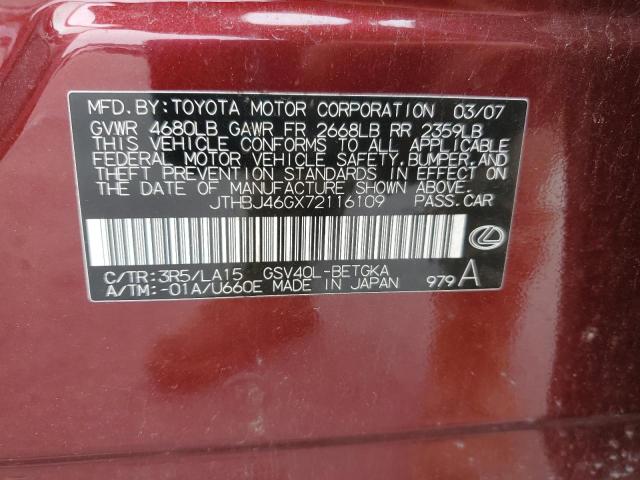 MFD. BY: TOYOTA MOTOR CORPORATION 03/07
GVWR 4680LB GAWR FR 2668LB RR 2359LB
THIS VEHICLE CONFORMS TO ALL APPLICABLE
FEDERAL MOTOR VEHICLE SAFETY, BUMPER, AND
THEFT PREVENTION STANDARDS IN EFFECT ON
THE DATE OF MANUFACTURE SHOWN ABOVE.
JTHBJ46GX72116109 PASS. CAR
C/TR: 3R5/LA15 GSV40L-BETGKA
A/TM: -01A/U660E MADE IN JAPAN 979 A